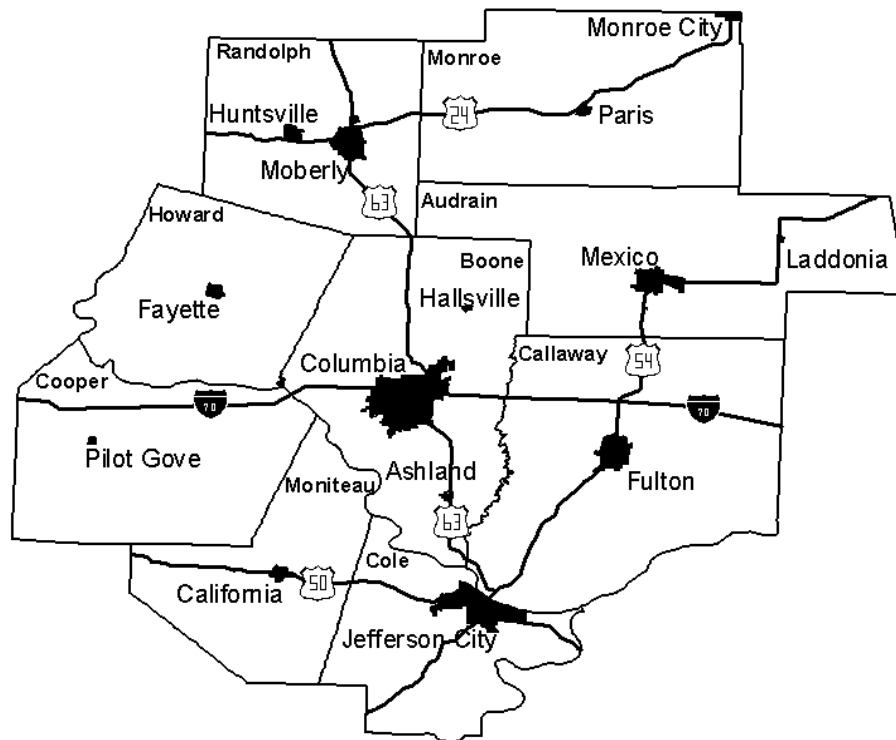 Monroe City
Randolph
Monroe
Huntsville
24
Paris
Moberly
63
Audrain
Howard
Boone
Mexico
Laddonia
Fayette
Hallsville
Columbia
Callaway
54
Cooper
70
70
Pilot Gove
Ashland
Fulton
Moniteau
63
Cole
California
50
Jefferson City